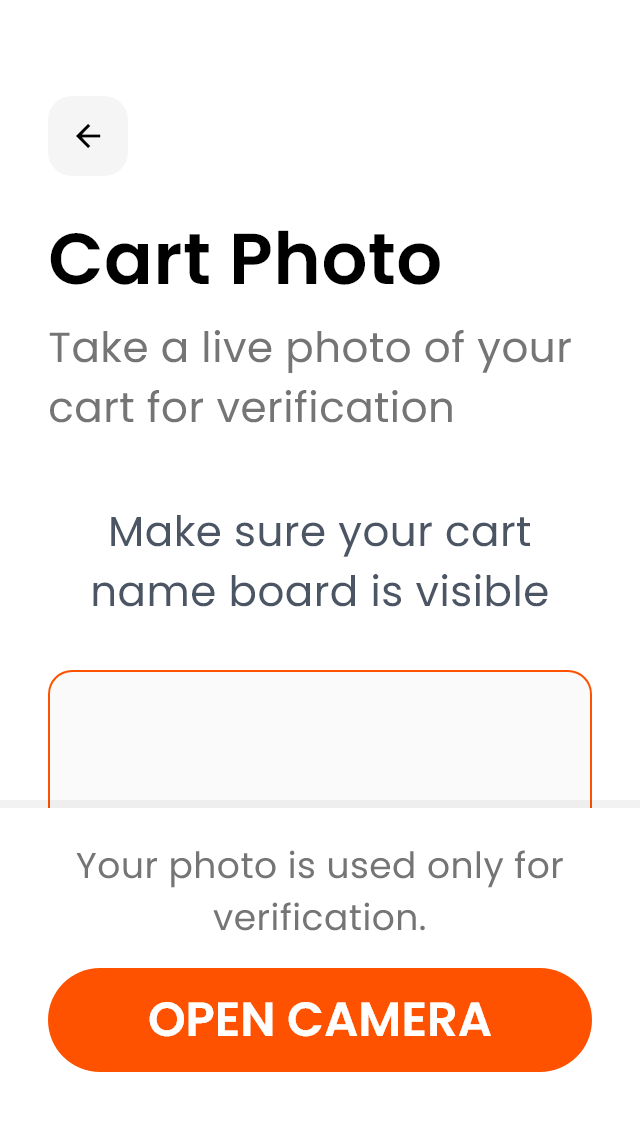 Cart Photo
Take a live photo of your
cart for verification
Make sure your cart
name board is visible
Your photo is used only for
verification.
OPEN CAMERA